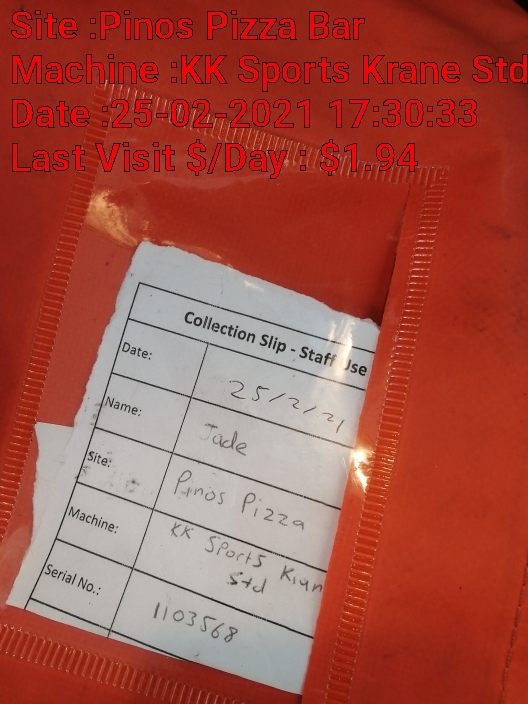 Site :Pinos Pizza Bar
Machine :KK Sports Krane Std
Date :25-02-2021 17:30:33
Last Visit $/Day : $1.94
Collection Slip - Staff Use
Date: 25/2/21
Name: Jade
Site: Pinos Pizza
Machine: KK Sports Kran
Std
Serial No.: 1103568